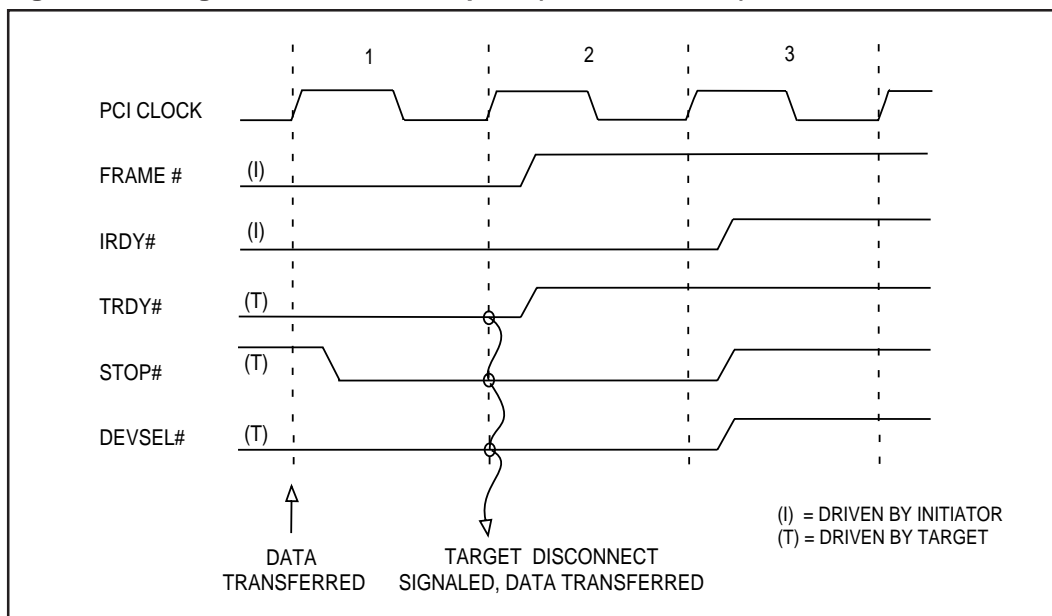 1 2 3
PCI CLOCK
FRAME # (I)
IRDY# (I)
TRDY# (T)
STOP# (T)
DEVSEL# (T)
DATA
TRANSFERRED
TARGET DISCONNECT
SIGNALED, DATA TRANSFERRED
(I) = DRIVEN BY INITIATOR
(T) = DRIVEN BY TARGET